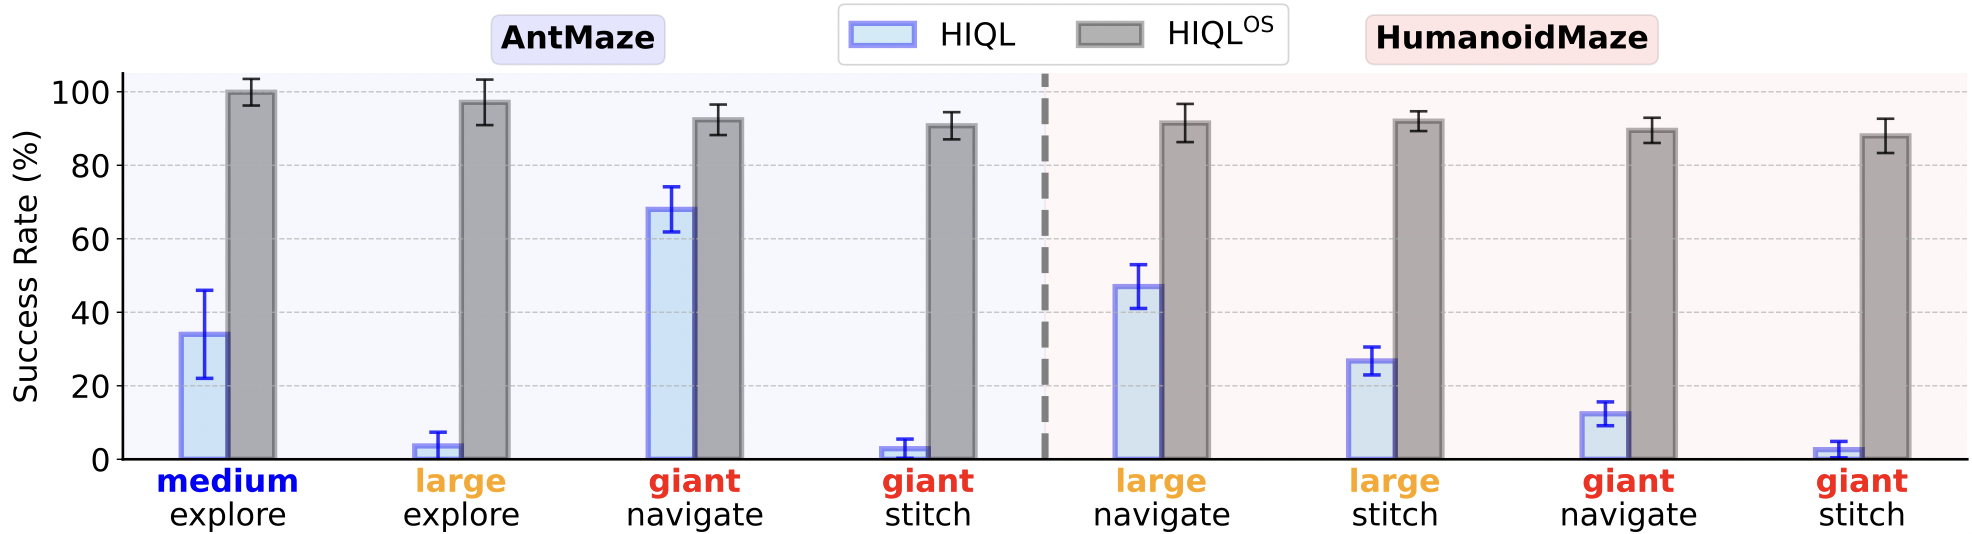 AntMaze
HIQL
HIQL^OS
HumanoidMaze
Success Rate (%)
100
80
60
40
20
0
medium
explore
large
explore
giant
navigate
giant
stitch
large
navigate
large
stitch
giant
navigate
giant
stitch